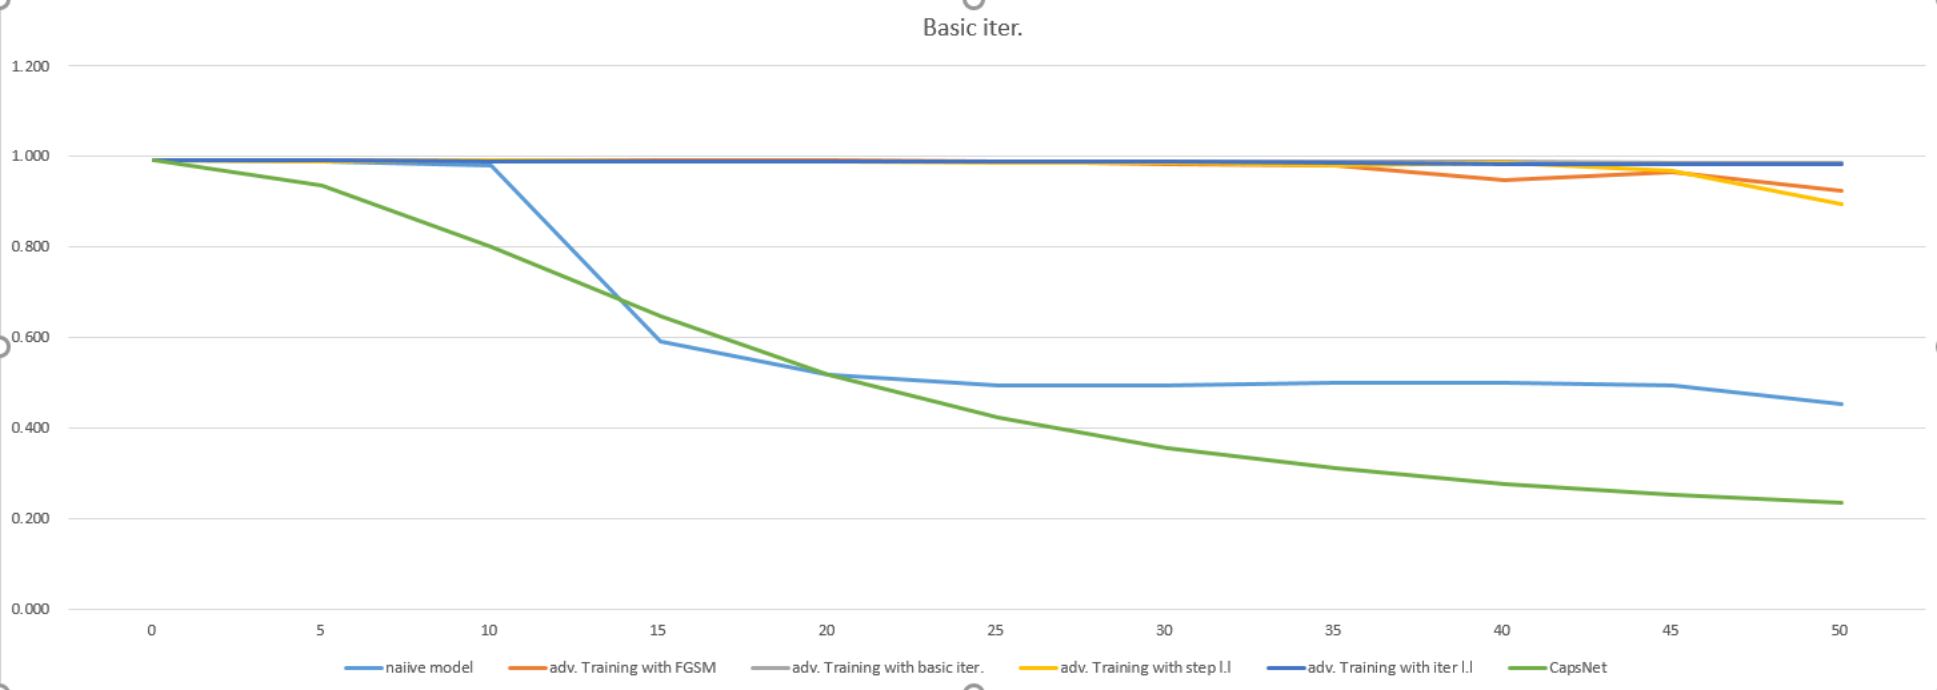 Basic iter.
1.200
1.000
0.800
0.600
0.400
0.200
0.000
0 5 10 15 20 25 30 35 40 45 50
naiive model adv. Training with FGSM adv. Training with basic iter. adv. Training with step l.l adv. Training with iter l.l CapsNet